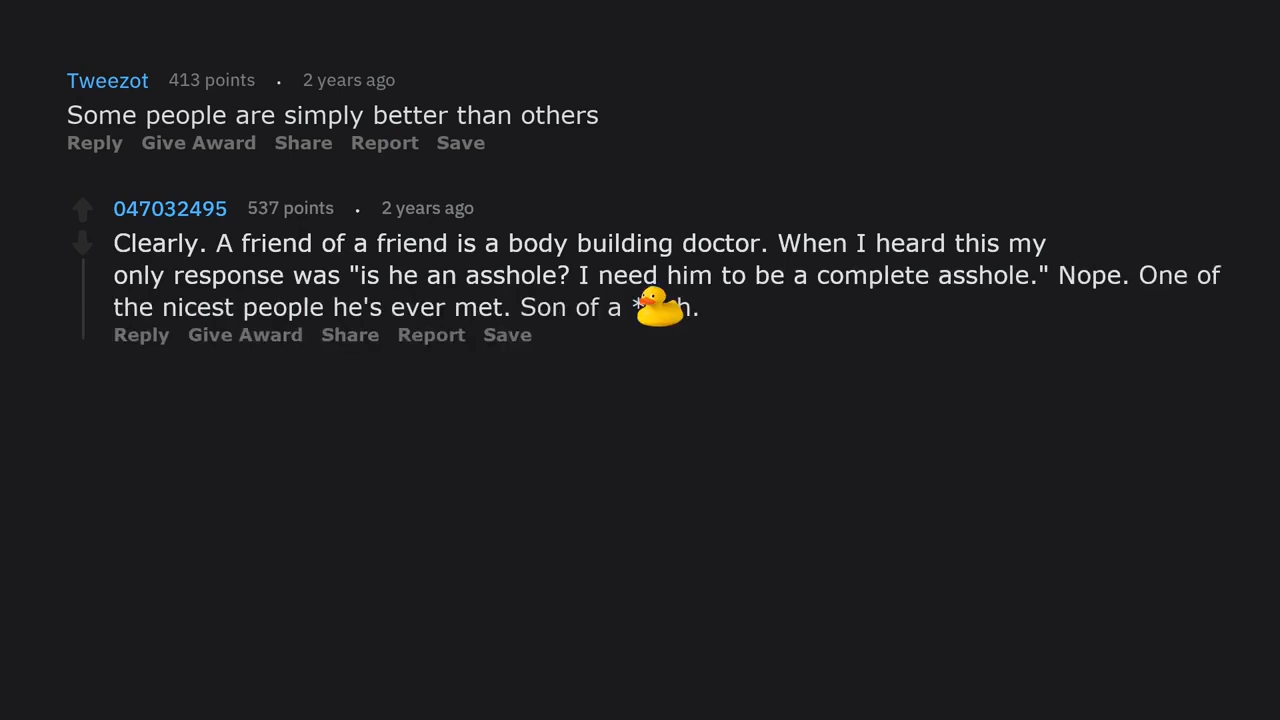 Tweezot 413 points . 2 years ago
Some people are simply better than others
Reply Give Award Share Report Save
047032495 537 points . 2 years ago
Clearly. A friend of a friend is a body building doctor. When I heard this my
only response was "is he an asshole? I need him to be a complete asshole." Nope. One of
the nicest people he's ever met. Son of a
Reply Give Award Share Report Save